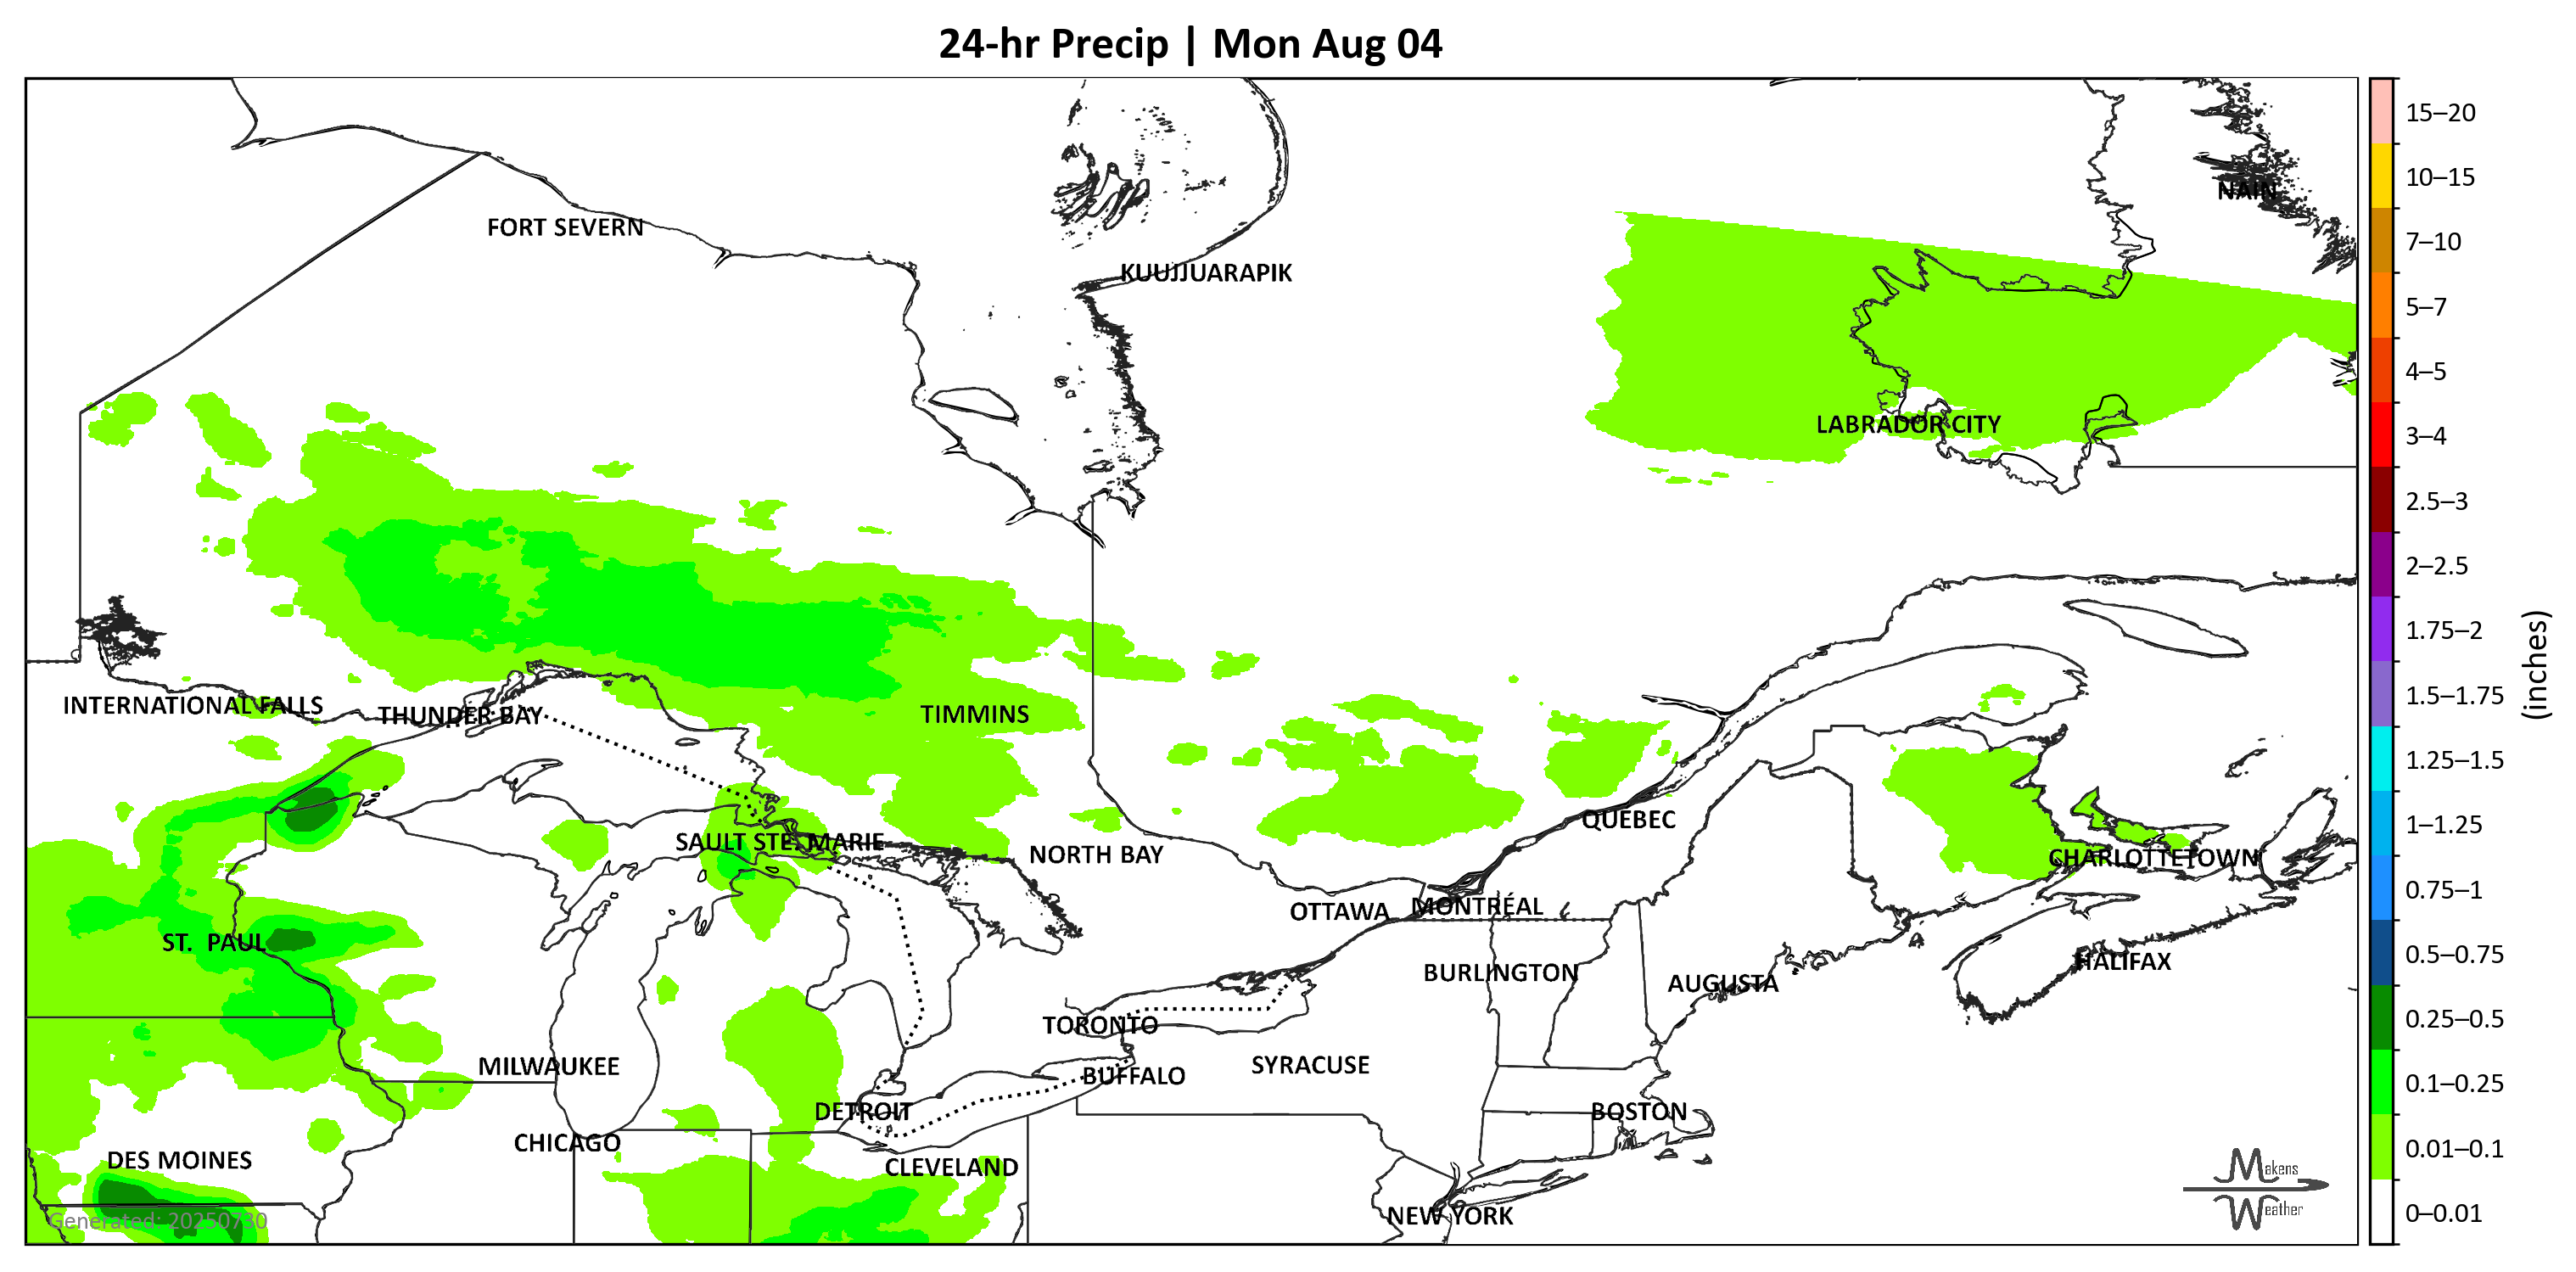 24-hr Precip | Mon Aug 04
15–20
10–15
7–10
5–7
4–5
3–4
2.5–3
2–2.5
1.75–2
1.5–1.75
1.25–1.5
1–1.25
0.75–1
0.5–0.75
0.25–0.5
0.1–0.25
0.01–0.1
0–0.01
(inches)
NAIN
FORT SEVERN
KUUJJUARAPIK
LABRADOR CITY
INTERNATIONAL FALLS
THUNDER BAY
TIMMINS
QUEBEC
SAULT STE. MARIE
NORTH BAY
CHARLOTTETOWN
OTTAWA
MONTRÉAL
ST. PAUL
HALIFAX
BURLINGTON
AUGUSTA
TORONTO
MILWAUKEE
SYRACUSE
BUFFALO
DETROIT
BOSTON
CHICAGO
DES MOINES
CLEVELAND
NEW YORK
Generated: 20250730
Makens
Weather